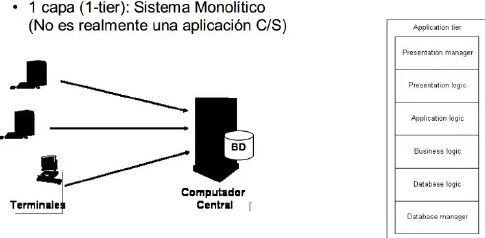 • 1 capa (1-tier): Sistema Monolítico
(No es realmente una aplicación C/S)
BD
Terminales
Computador
Central
Application tier
Presentation manager
Presentation logic
Application logic
Business logic
Database logic
Database manager